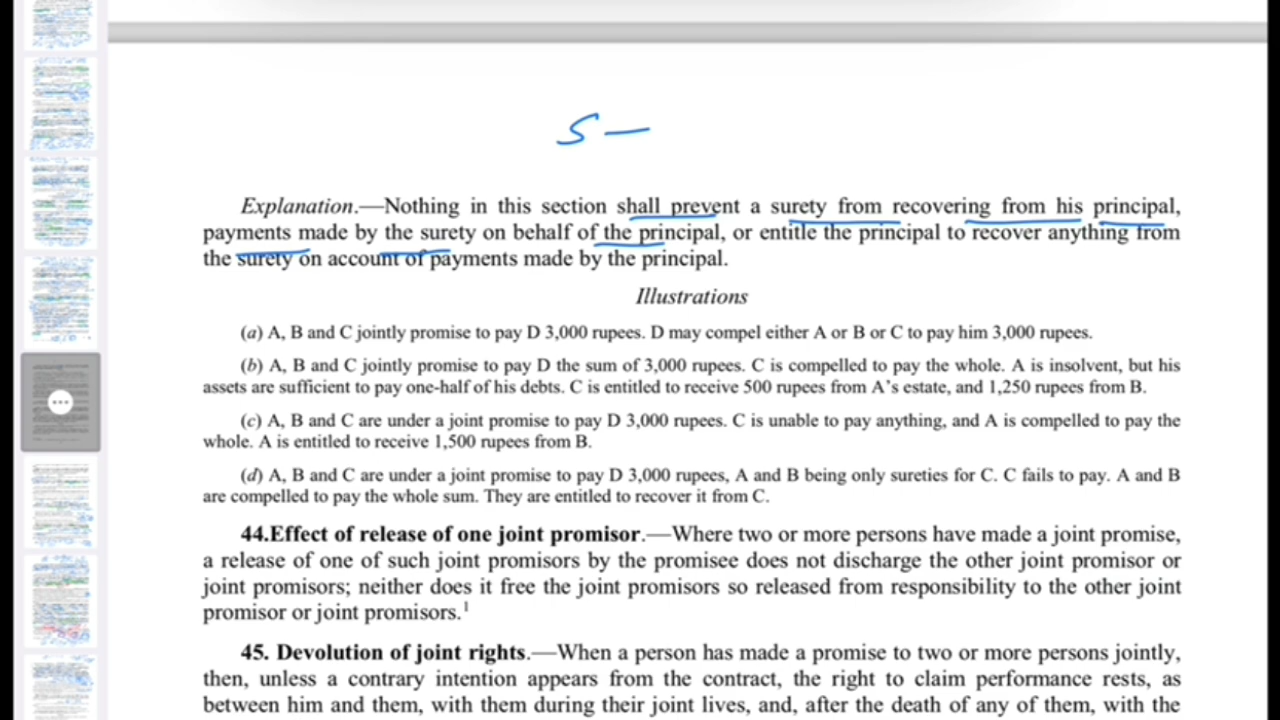 S —
Explanation.—Nothing in this section shall prevent a surety from recovering from his principal,
payments made by the surety on behalf of the principal, or entitle the principal to recover anything from
the surety on account of payments made by the principal.
Illustrations
(a) A, B and C jointly promise to pay D 3,000 rupees. D may compel either A or B or C to pay him 3,000 rupees.
(b) A, B and C jointly promise to pay D the sum of 3,000 rupees. C is compelled to pay the whole. A is insolvent, but his
assets are sufficient to pay one-half of his debts. C is entitled to receive 500 rupees from A's estate, and 1,250 rupees from B.
(c) A, B and C are under a joint promise to pay D 3,000 rupees. C is unable to pay anything, and A is compelled to pay the
whole. A is entitled to receive 1,500 rupees from B.
(d) A, B and C are under a joint promise to pay D 3,000 rupees, A and B being only sureties for C. C fails to pay. A and B
are compelled to pay the whole sum. They are entitled to recover it from C.
44.Effect of release of one joint promisor.—Where two or more persons have made a joint promise,
a release of one of such joint promisors by the promisee does not discharge the other joint promisor or
joint promisors; neither does it free the joint promisors so released from responsibility to the other joint
promisor or joint promisors.1
45. Devolution of joint rights.—When a person has made a promise to two or more persons jointly,
then, unless a contrary intention appears from the contract, the right to claim performance rests, as
between him and them, with them during their joint lives, and, after the death of any of them, with the